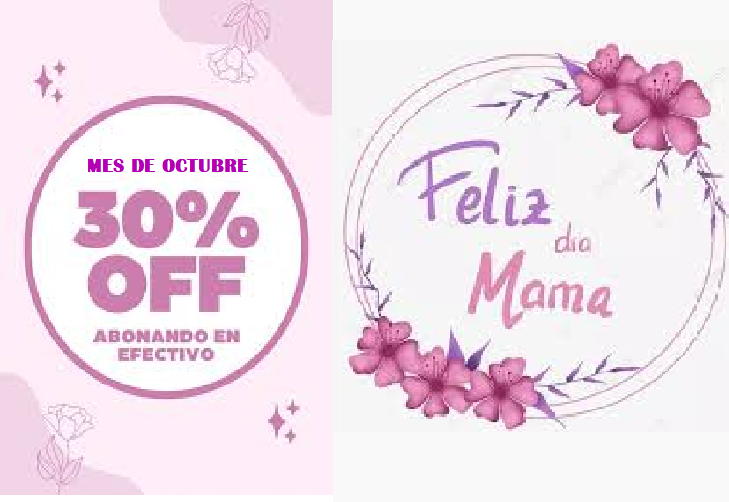 MES DE OCTUBRE
30%
OFF
ABONANDO EN
EFECTIVO
Feliz
dia
Mama